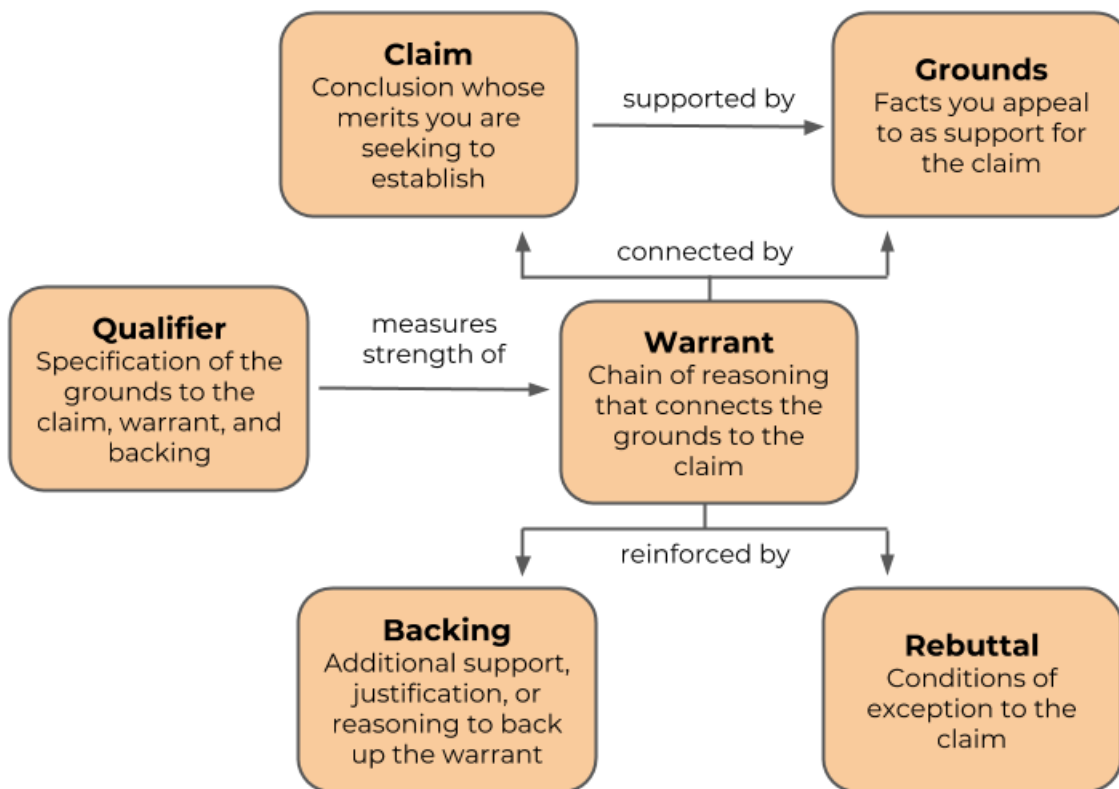 Claim
Conclusion whose
merits you are
seeking to
establish
supported by
Grounds
Facts you appeal
to as support for
the claim
connected by
Qualifier
Specification of the
grounds to the
claim, warrant, and
backing
measures
strength of
Warrant
Chain of reasoning
that connects the
grounds to the
claim
reinforced by
Backing
Additional support,
justification, or
reasoning to back
up the warrant
Rebuttal
Conditions of
exception to the
claim